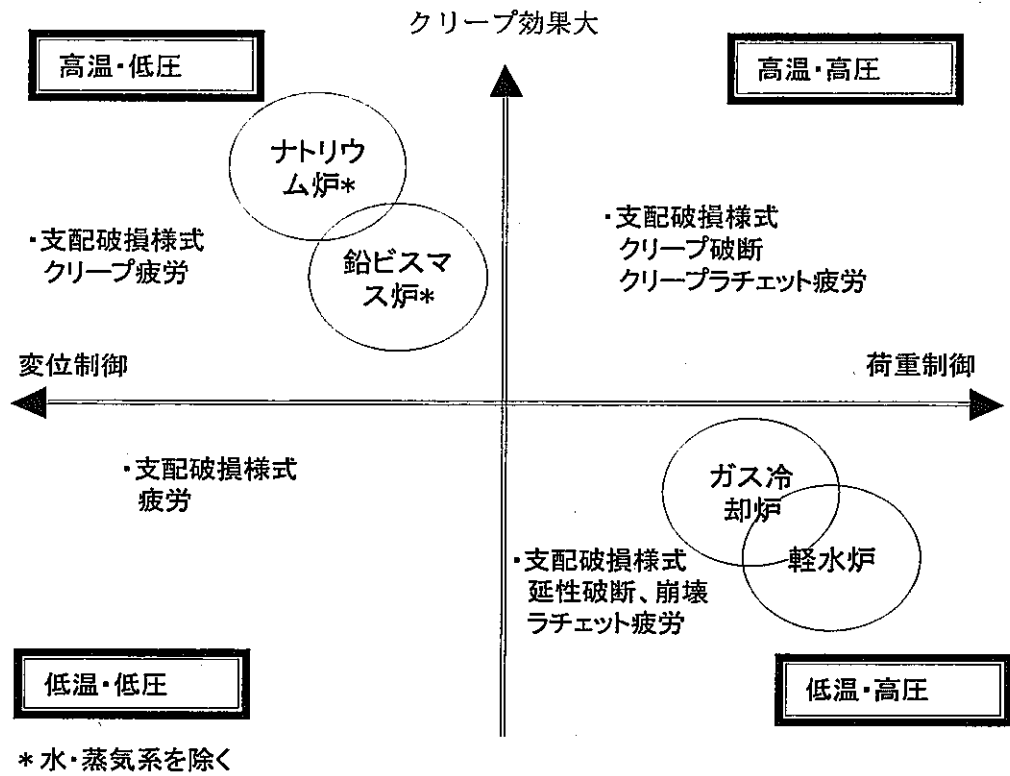 クリープ効果大
高温・低圧
高温・高圧
ナトリウ
ム炉*
・支配破損様式
クリープ疲労
鉛ビスマ
ス炉*
・支配破損様式
クリープ破断
クリープラチェット疲労
変位制御
荷重制御
・支配破損様式
疲労
ガス冷
却炉
軽水炉
・支配破損様式
延性破断、崩壊
ラチェット疲労
低温・低圧
低温・高圧
*水・蒸気系を除く